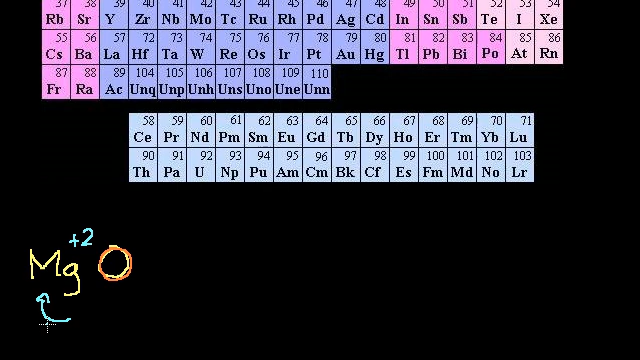 37 38 39 40 41 42 43 44 45 46 47 48 49 50 51 52 53 54
Rb Sr Y Zr Nb Mo Tc Ru Rh Pd Ag Cd In Sn Sb Te I Xe
55 56 57 72 73 74 75 76 77 78 79 80 81 82 83 84 85 86
Cs Ba La Hf Ta W Re Os Ir Pt Au Hg Tl Pb Bi Po At Rn
87 88 89 104 105 106 107 108 109 110
Fr Ra Ac Unq Unp Unh Uns Uno Une Unn
58 59 60 61 62 63 64 65 66 67 68 69 70 71
Ce Pr Nd Pm Sm Eu Gd Tb Dy Ho Er Tm Yb Lu
90 91 92 93 94 95 96 97 98 99 100 101 102 103
Th Pa U Np Pu Am Cm Bk Cf Es Fm Md No Lr
+2
Mg O